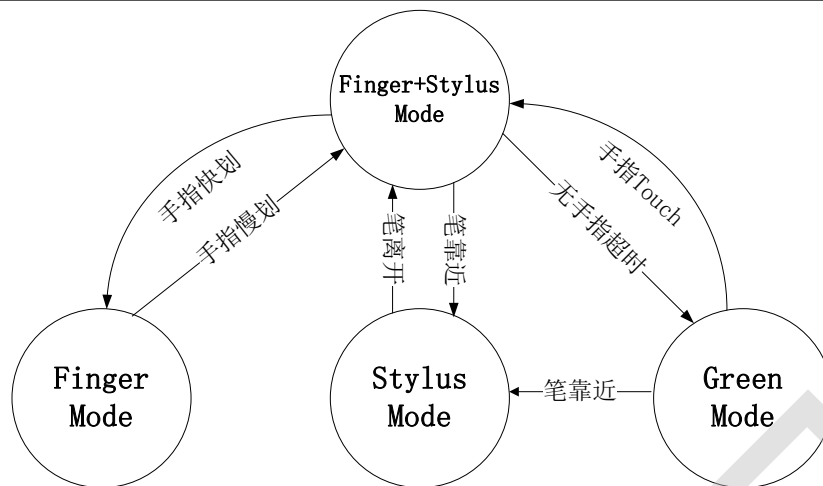 Finger+Stylus
Mode
手指快划
手指慢划
笔离开
笔靠近
无手指超时
手指Touch
Finger
Mode
Stylus
Mode
笔靠近
Green
Mode